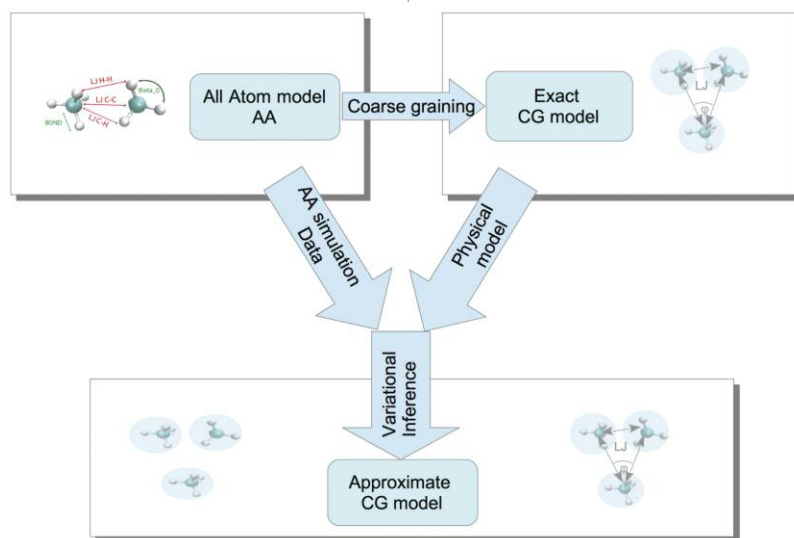 LJ H-H
theta_0
LJ C-C
LJ C-H
BOND
All Atom model
AA
Coarse graining
Exact
CG model
LJ
AA simulation
Data
Physical
model
Variational
Inference
Approximate
CG model
LJ